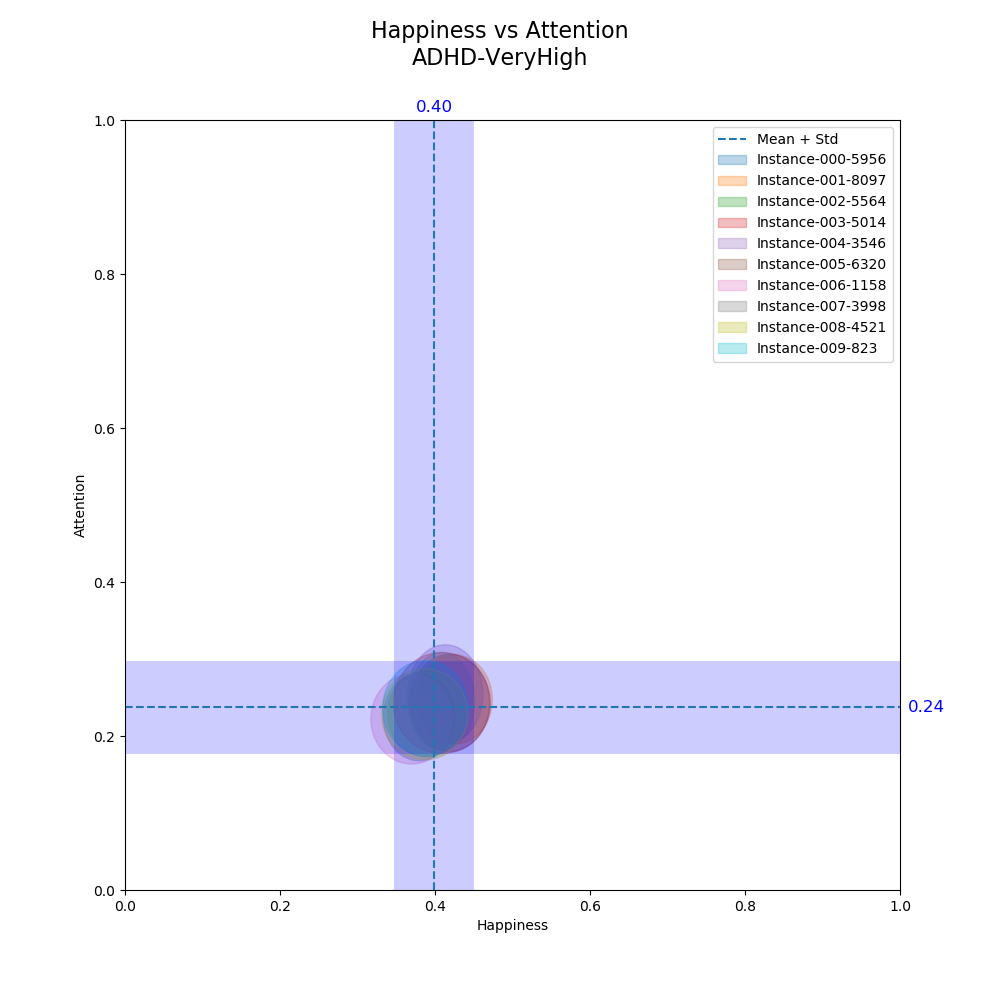 Happiness vs Attention
ADHD-VeryHigh
0.40
1.0
0.8
0.6
0.4
0.2
0.0
Attention
Mean + Std
Instance-000-5956
Instance-001-8097
Instance-002-5564
Instance-003-5014
Instance-004-3546
Instance-005-6320
Instance-006-1158
Instance-007-3998
Instance-008-4521
Instance-009-823
0.24
0.0
0.2
0.4
0.6
0.8
1.0
Happiness